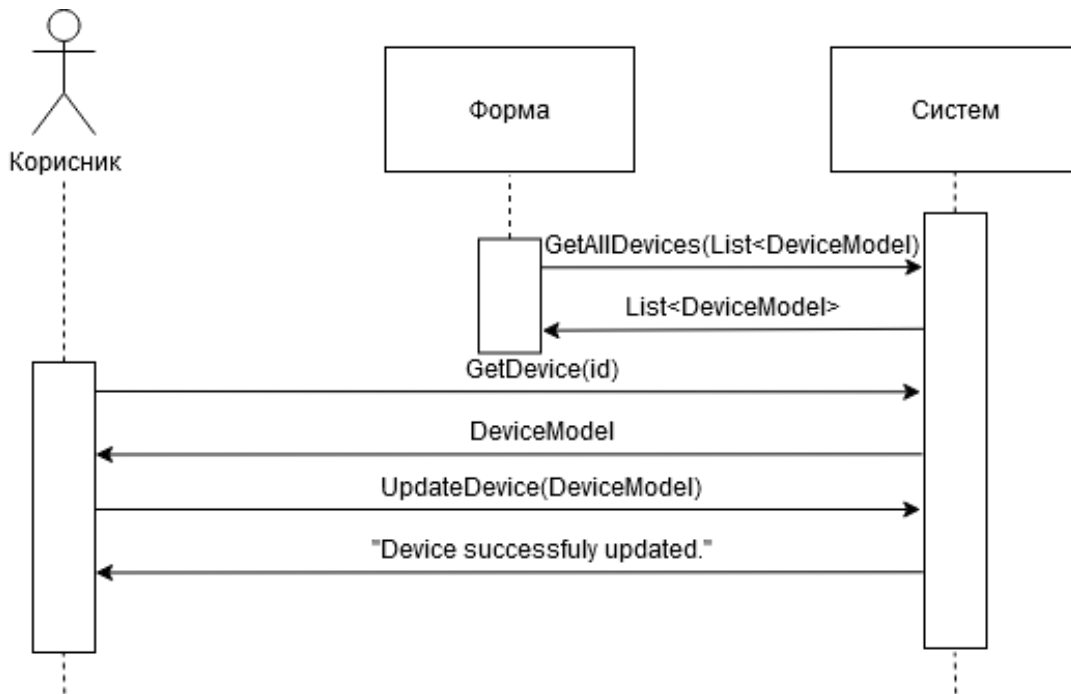 Корисник
Форма
Систем
GetAllDevices(List<DeviceModel)
List<DeviceModel>
GetDevice(id)
DeviceModel
UpdateDevice(DeviceModel)
"Device successfuly updated."